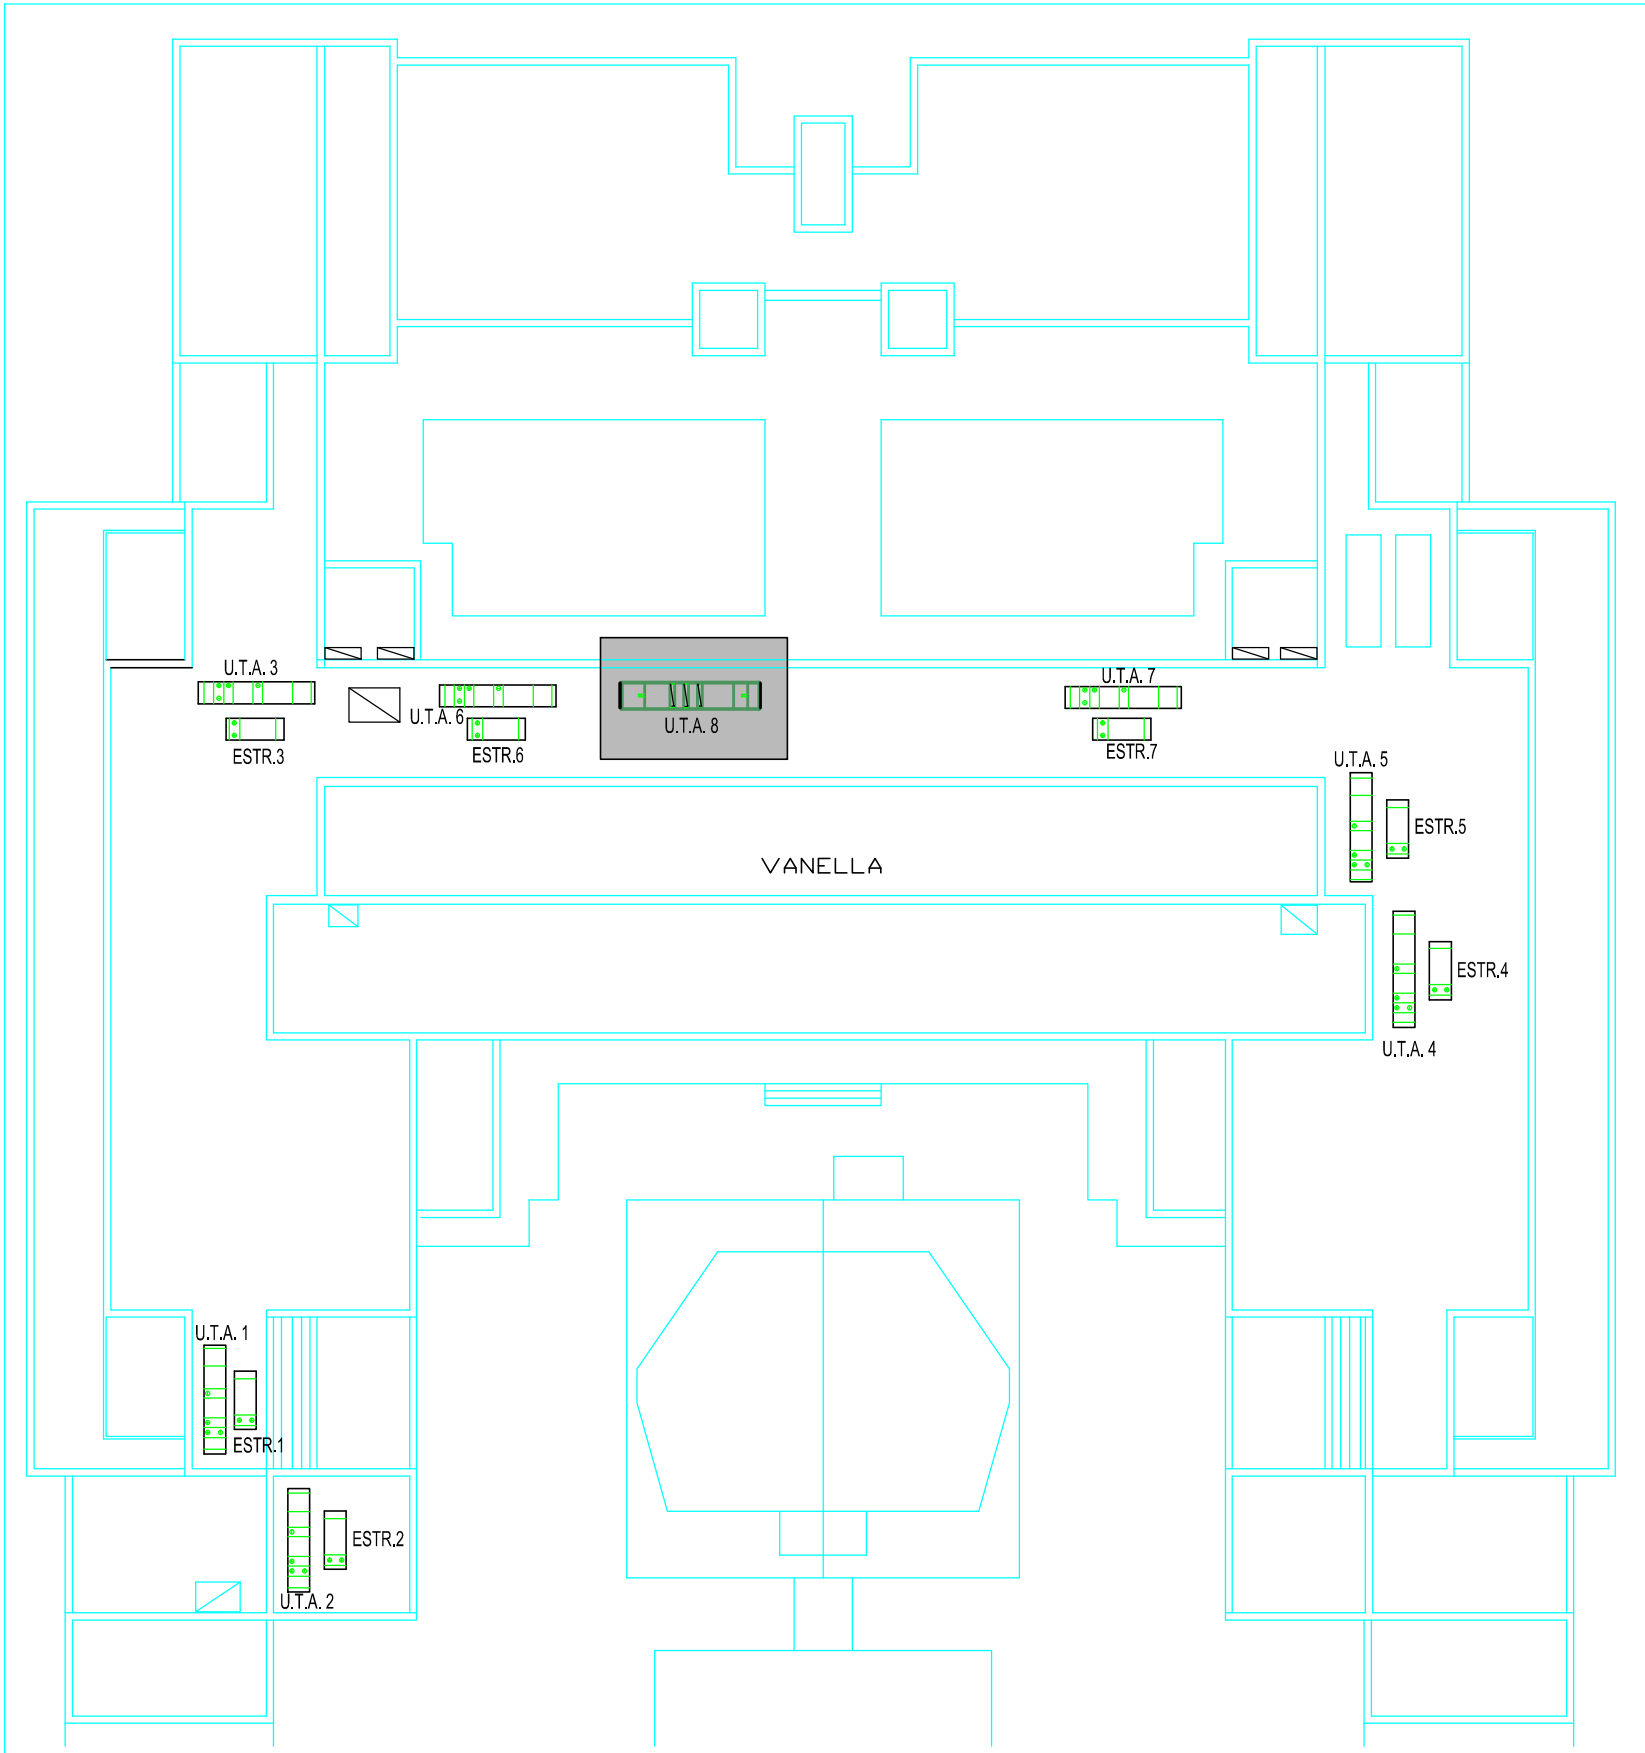 U.T.A. 3
U.T.A. 6
U.T.A. 8
U.T.A. 7
ESTR.3
ESTR.6
ESTR.7
U.T.A. 5
ESTR.5
VANELLA
ESTR.4
U.T.A. 4
U.T.A. 1
ESTR.1
ESTR.2
U.T.A. 2